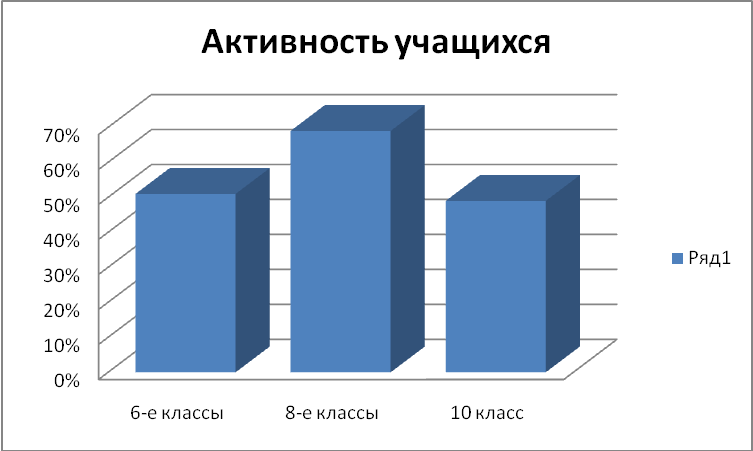 Активность учащихся
70%
60%
50%
40%
30%
20%
10%
0%
6-е классы
8-е классы
10 класс
Ряд1